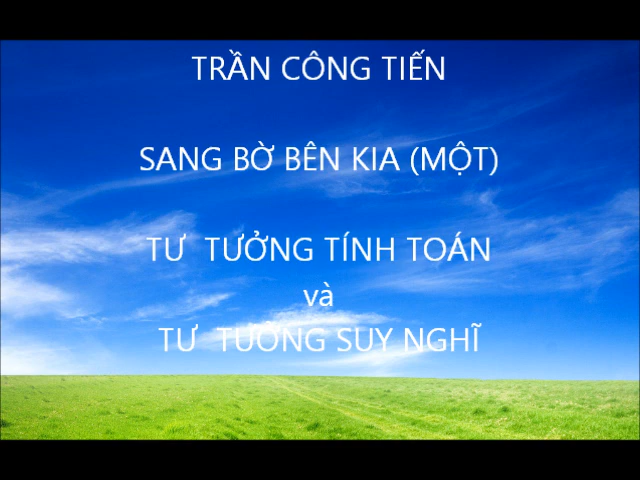 TRẦN CÔNG TIẾN
SANG BỜ BÊN KIA (MỘT)
TƯ TƯỞNG TÍNH TOÁN
và
TƯ TƯỞNG SUY NGHĨ